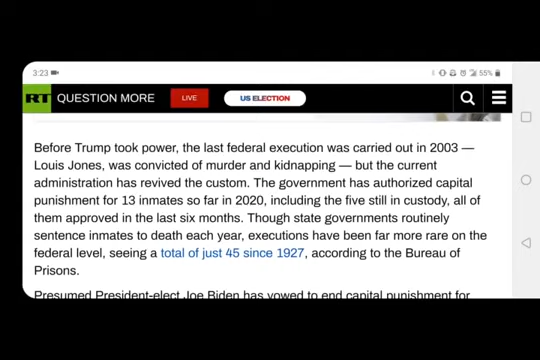 3:23 55%
RT QUESTION MORE LIVE US ELECTION
Before Trump took power, the last federal execution was carried out in 2003 —
Louis Jones, was convicted of murder and kidnapping — but the current
administration has revived the custom. The government has authorized capital
punishment for 13 inmates so far in 2020, including the five still in custody, all of
them approved in the last six months. Though state governments routinely
sentence inmates to death each year, executions have been far more rare on the
federal level, seeing a total of just 45 since 1927, according to the Bureau of
Prisons.
Presumed President-elect Joe Biden has vowed to end capital punishment for